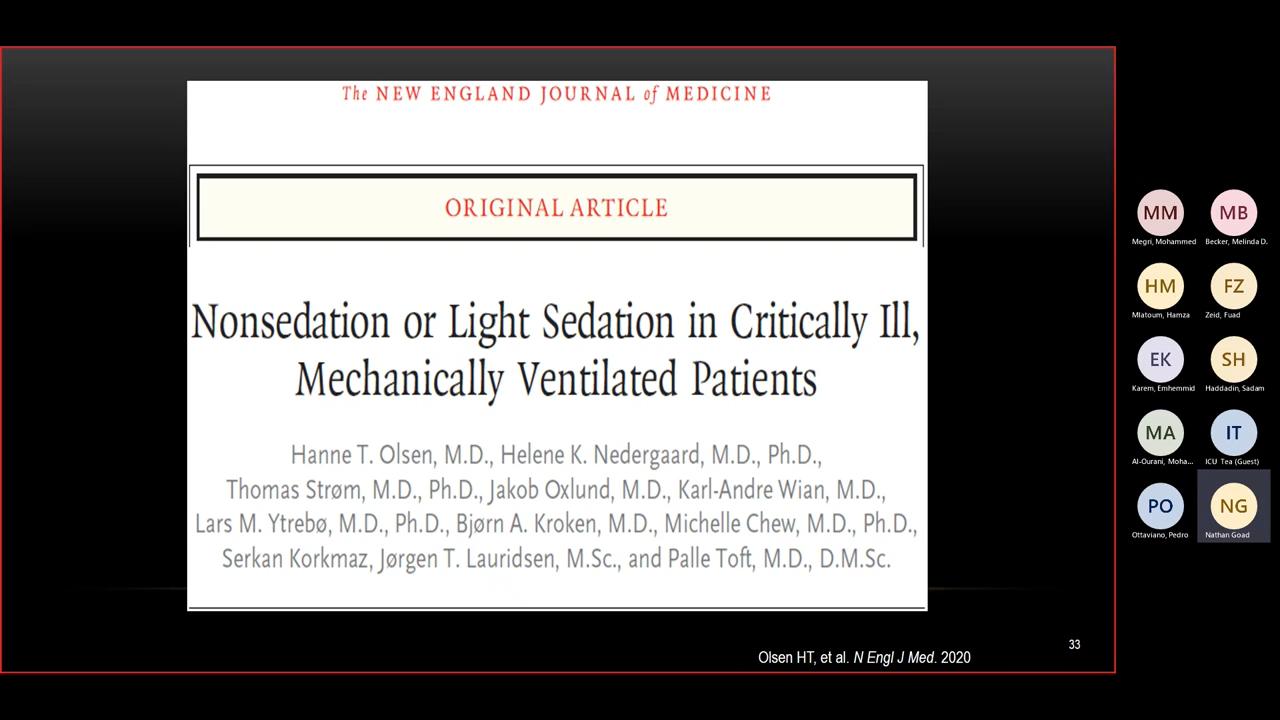 The NEW ENGLAND JOURNAL of MEDICINE
ORIGINAL ARTICLE
Nonsedation or Light Sedation in Critically Ill,
Mechanically Ventilated Patients
Hanne T. Olsen, M.D., Helene K. Nedergaard, M.D., Ph.D.,
Thomas Strøm, M.D., Ph.D., Jakob Oxlund, M.D., Karl-Andre Wian, M.D.,
Lars M. Ytrebø, M.D., Ph.D., Bjørn A. Kroken, M.D., Michelle Chew, M.D., Ph.D.,
Serkan Korkmaz, Jørgen T. Lauridsen, M.Sc., and Palle Toft, M.D., D.M.Sc.
33
Olsen HT, et al. N Engl J Med. 2020
MM MB
Megri, Mohammed Becker, Melinda D.
HM FZ
Mlatoum, Hamza Zeid, Fuad
EK SH
Karem, Emhemmid Haddadin, Sadam
MA IT
Al-Ourani, Moha... ICU Tea (Guest)
PO NG
Ottaviano, Pedro Nathan Goad